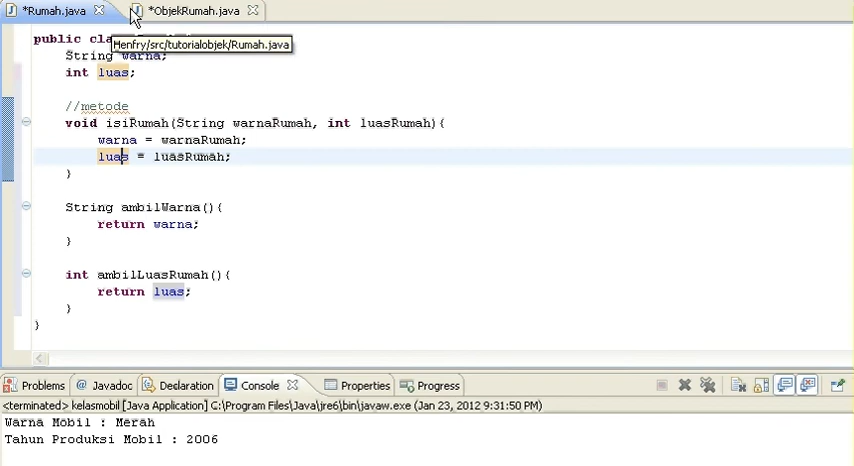 *Rumah.java *ObjekRumah.java
public cla
Henfry/src/tutorialobjek/Rumah.java
String warna;
int luas;
//metode
void isiRumah(String warnaRumah, int luasRumah){
warna = warnaRumah;
luas = luasRumah;
}
String ambilWarna(){
return warna;
}
int ambilLuasRumah(){
return luas;
}
}
Problems @ Javadoc Declaration Console Properties Progress
<terminated> kelasmobil [Java Application] C:\Program Files\Java\jre6\bin\javaw.exe (Jan 23, 2012 9:31:50 PM)
Warna Mobil : Merah
Tahun Produksi Mobil : 2006